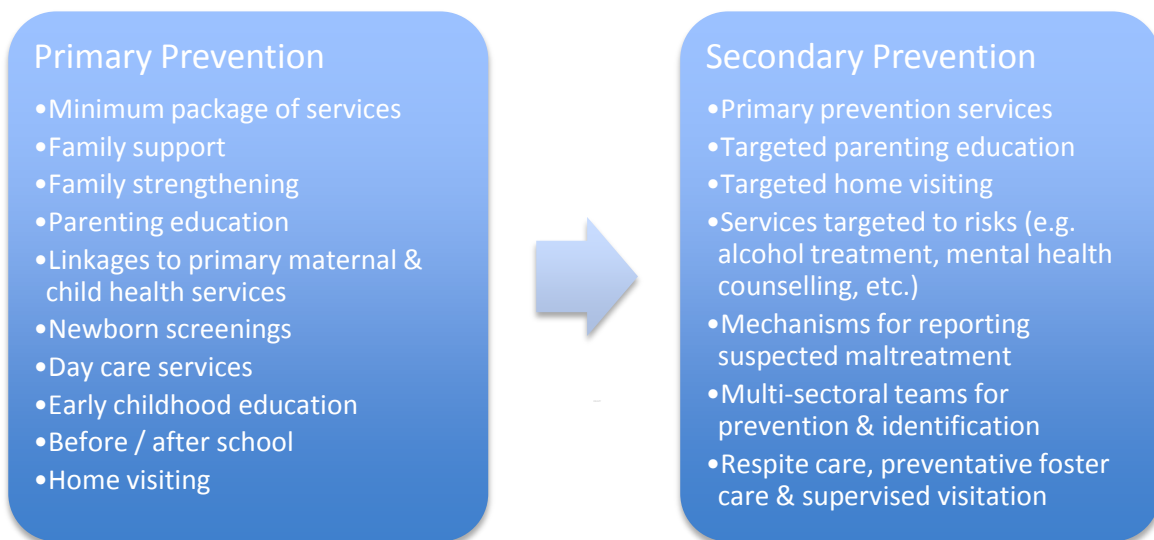 Primary Prevention
•Minimum package of services
•Family support
•Family strengthening
•Parenting education
•Linkages to primary maternal &
child health services
•Newborn screenings
•Day care services
•Early childhood education
•Before / after school
•Home visiting
Secondary Prevention
•Primary prevention services
•Targeted parenting education
•Targeted home visiting
•Services targeted to risks (e.g.
alcohol treatment, mental health
counselling, etc.)
•Mechanisms for reporting
suspected maltreatment
•Multi-sectoral teams for
prevention & identification
•Respite care, preventative foster
care & supervised visitation